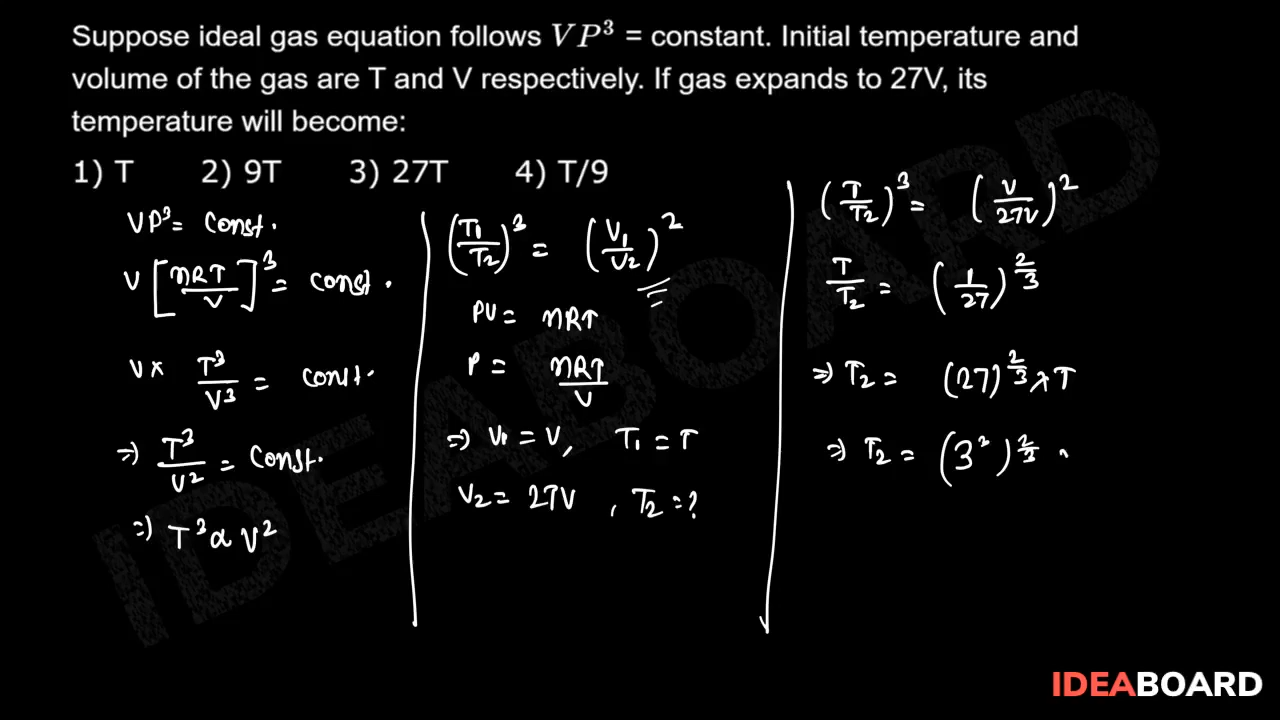 Suppose ideal gas equation follows VP³ = constant. Initial temperature and
volume of the gas are T and V respectively. If gas expands to 27V, its
temperature will become:
1) T 2) 9T 3) 27T 4) T/9
VP³ = const.
V [nRT/V]³ = const.
V × T³/V³ = const.
⇒ T³/V² = const.
⇒ T³ ∝ V²
(T₁/T₂)³ = (V₁/V₂)²
PV = nRT
P = nRT/V
⇒ V₁ = V, T₁ = T
V₂ = 27V, T₂ = ?
(T/T₂)³ = (V/27V)²
T/T₂ = (1/27)^(2/3)
⇒ T₂ = (27)^(2/3) × T
⇒ T₂ = (3²)^(2/3)
IDEABOARD
IDEABOARD